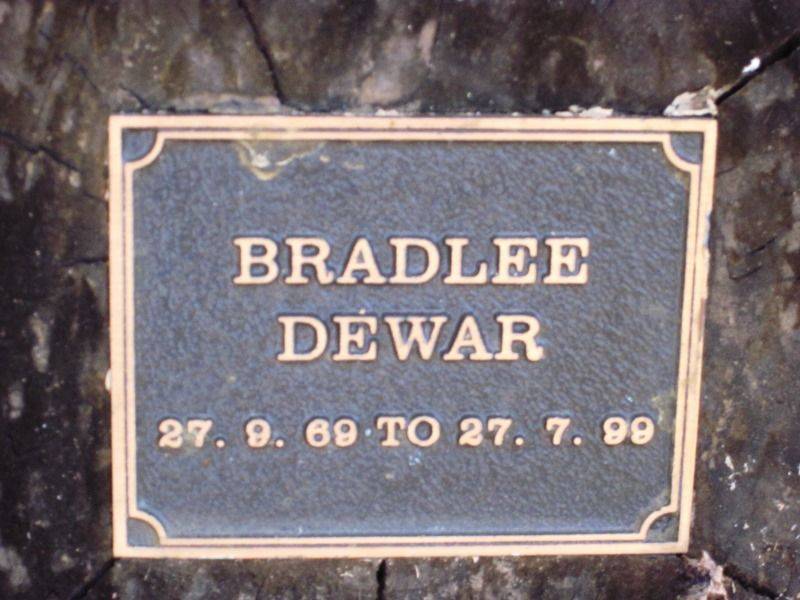 BRADLEE
DEWAR
27. 9. 69 TO 27. 7. 99